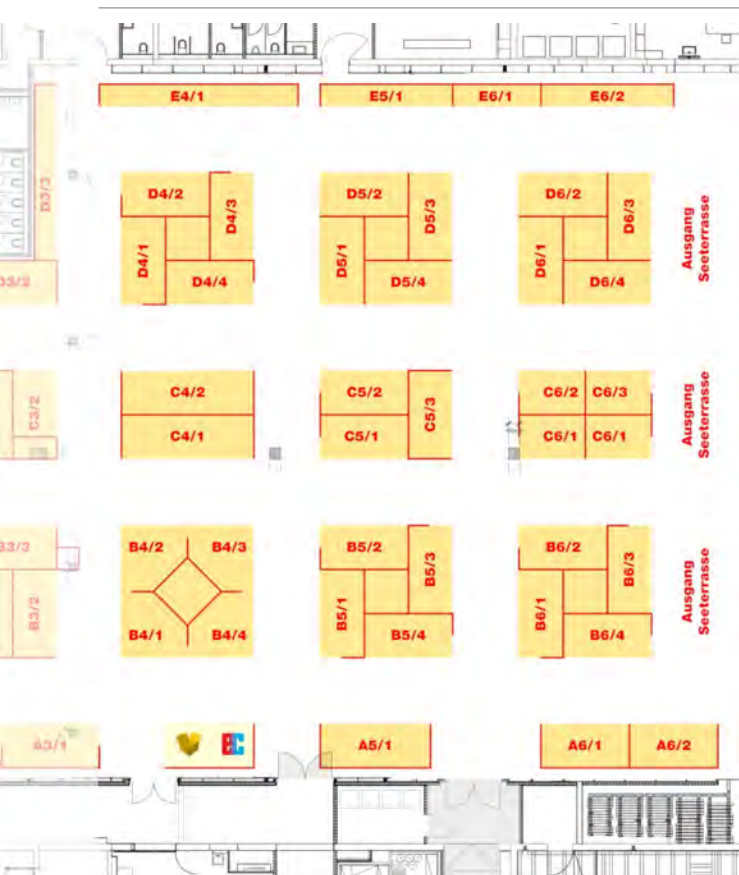 E4/1 E5/1 E6/1 E6/2
D3/3
D4/2 D4/3 D5/2 D5/3 D6/2 D6/3
Ausgang
Seeterrasse
D4/1 D4/4 D5/1 D5/4 D6/1 D6/4
C3/2
C4/2 C5/2 C5/3 C6/2 C6/3
C4/1 C5/1 C6/1 C6/1
Ausgang
Seeterrasse
B4/2 B4/3 B5/2 B5/3 B6/2 B6/3
Ausgang
Seeterrasse
B3/2
B4/1 B4/4 B5/1 B5/4 B6/1 B6/4
A3/1 EC A5/1 A6/1 A6/2